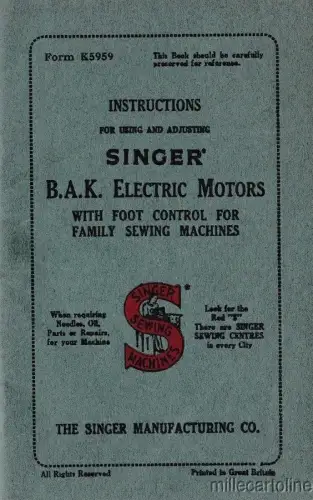 Form K5959
This Book should be carefully
preserved for reference.
INSTRUCTIONS
FOR USING AND ADJUSTING
SINGER*
B.A.K. ELECTRIC MOTORS
WITH FOOT CONTROL FOR
FAMILY SEWING MACHINES
When requiring
Needles, Oil,
Parts or Repairs,
for your Machine
SINGER
SEWING
MACHINES
*
Look for the
Red "S"
There are SINGER
SEWING CENTRES
in every City
THE SINGER MANUFACTURING CO.
All Rights Reserved
Printed in Great Britain
millecartoline